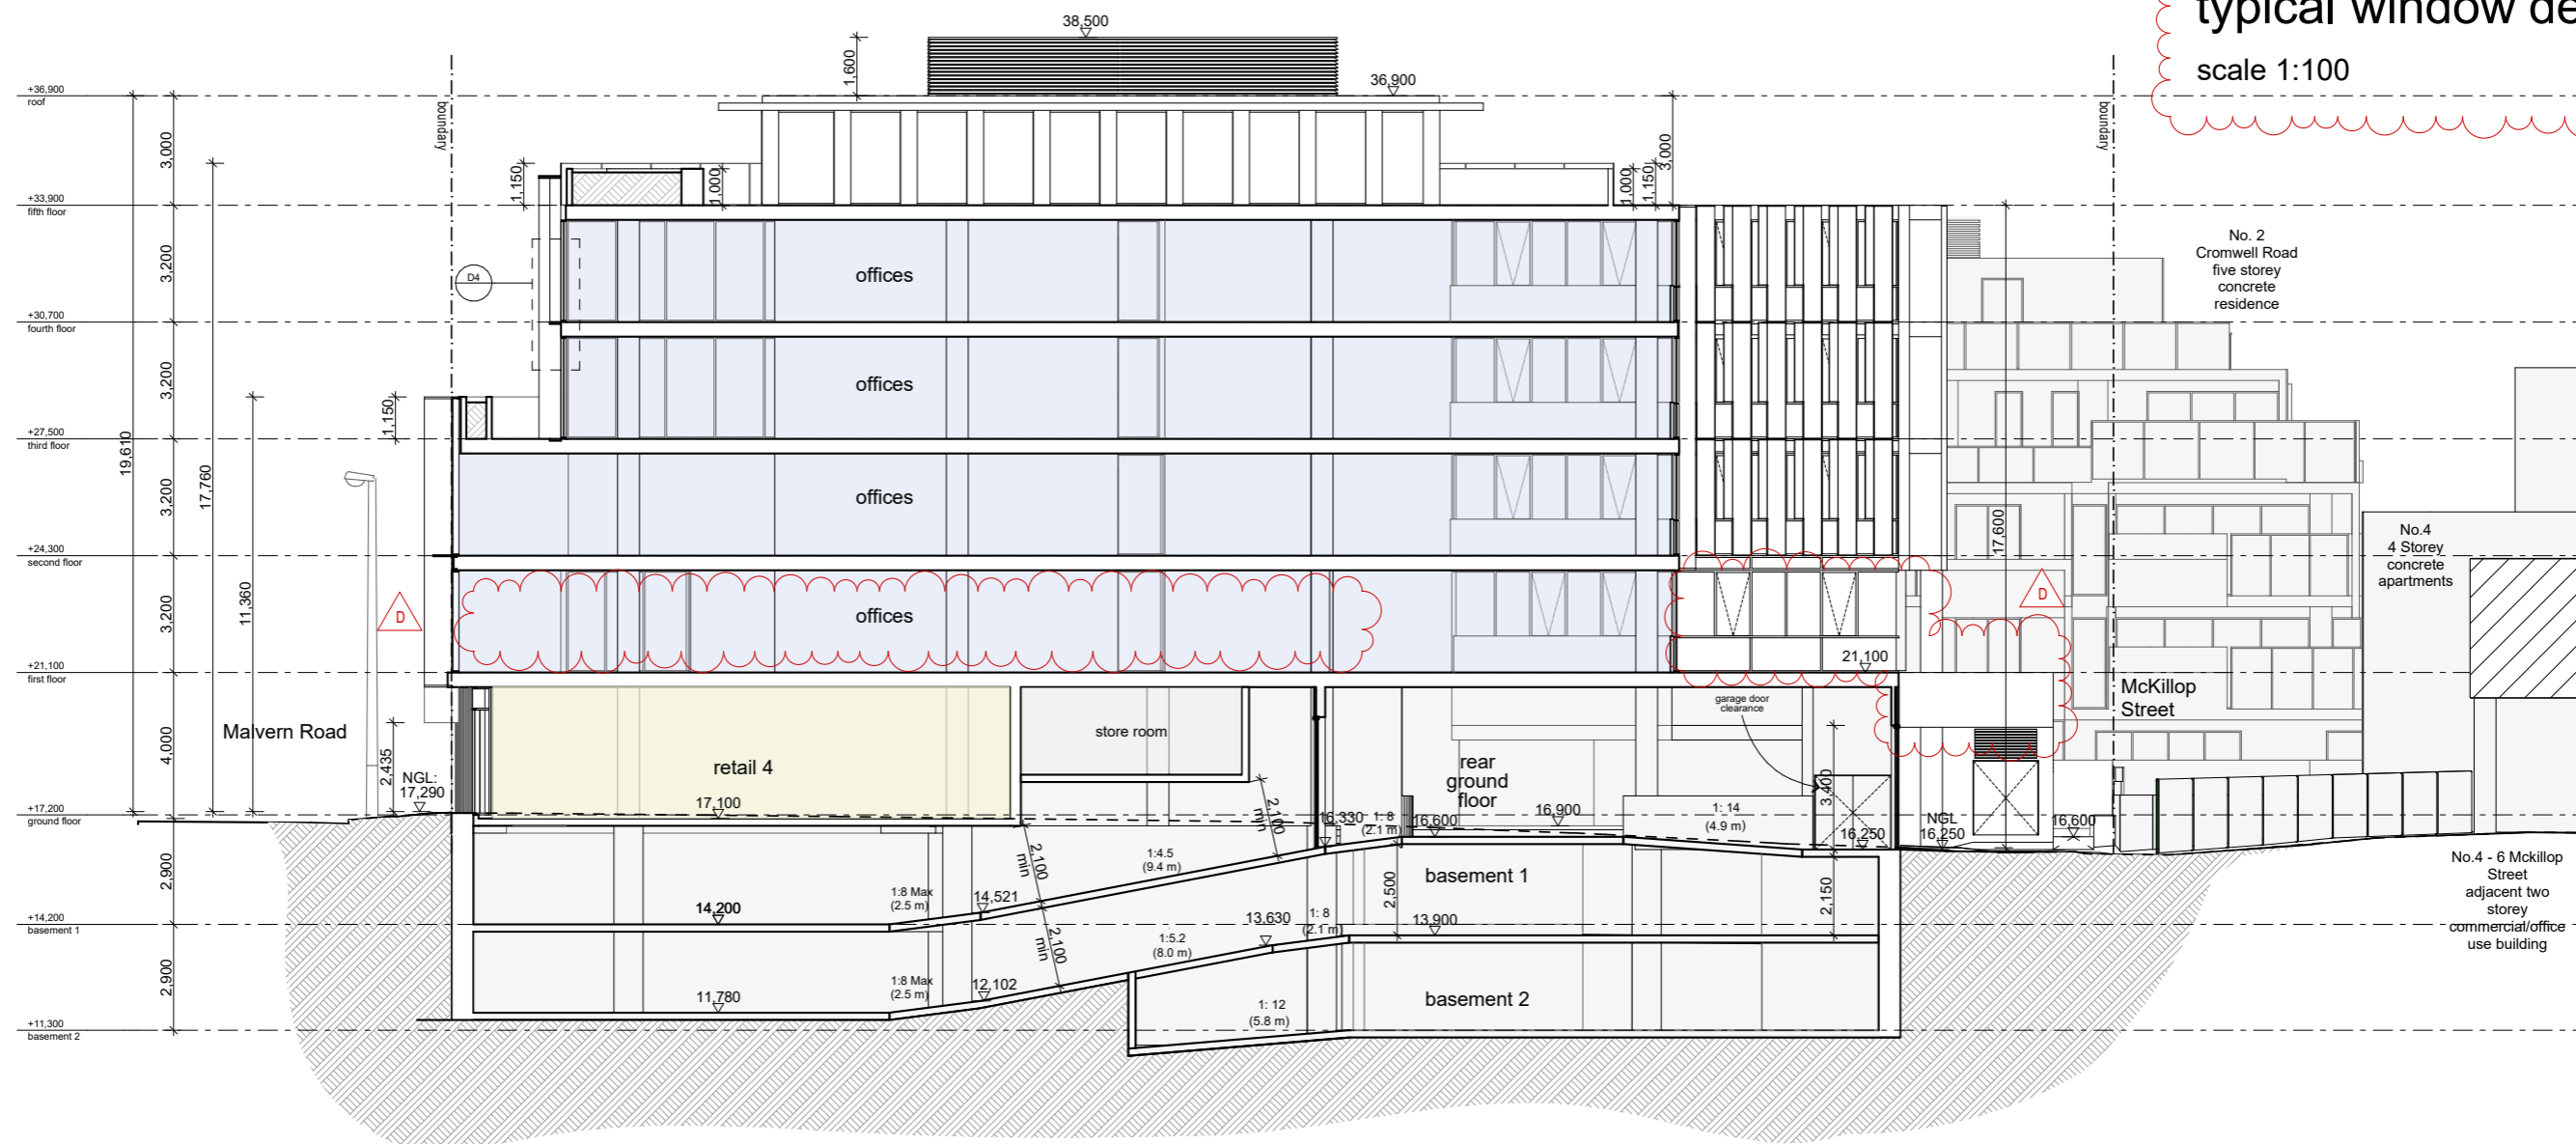 typical window de
scale 1:100
38,500
1,600
36,900
+36,900
roof
boundary
boundary
3,000
3,000
1,150
1,000
1,000
1,150
+33,900
fifth floor
No. 2
Cromwell Road
five storey
concrete
residence
3,200
offices
D4
+30,700
fourth floor
3,200
offices
1,150
+27,500
third floor
19,610
17,760
3,200
offices
17,600
No.4
4 Storey
concrete
apartments
+24,300
second floor
11,360
3,200
D
offices
D
21,100
+21,100
first floor
McKillop
Street
garage door
clearance
Malvern Road
store room
4,000
2,435
retail 4
rear
ground
floor
NGL:
17,290
3,400
2,100
min
17,100
16,330
1: 8
(2.1 m)
16,600
16,900
1: 14
(4.9 m)
16,250
NGL
16,250
16,600
+17,200
ground floor
2,100
min
1:4.5
(9.4 m)
No.4 - 6 Mckillop
Street
adjacent two
storey
commercial/office
use building
2,900
1:8 Max
(2.5 m)
14,521
14,200
2,500
basement 1
2,150
13,630
1: 8
(2.1 m)
13,900
+14,200
basement 1
2,100
min
1:5.2
(8.0 m)
2,900
1:8 Max
(2.5 m)
12,102
11,780
1: 12
(5.8 m)
basement 2
+11,300
basement 2